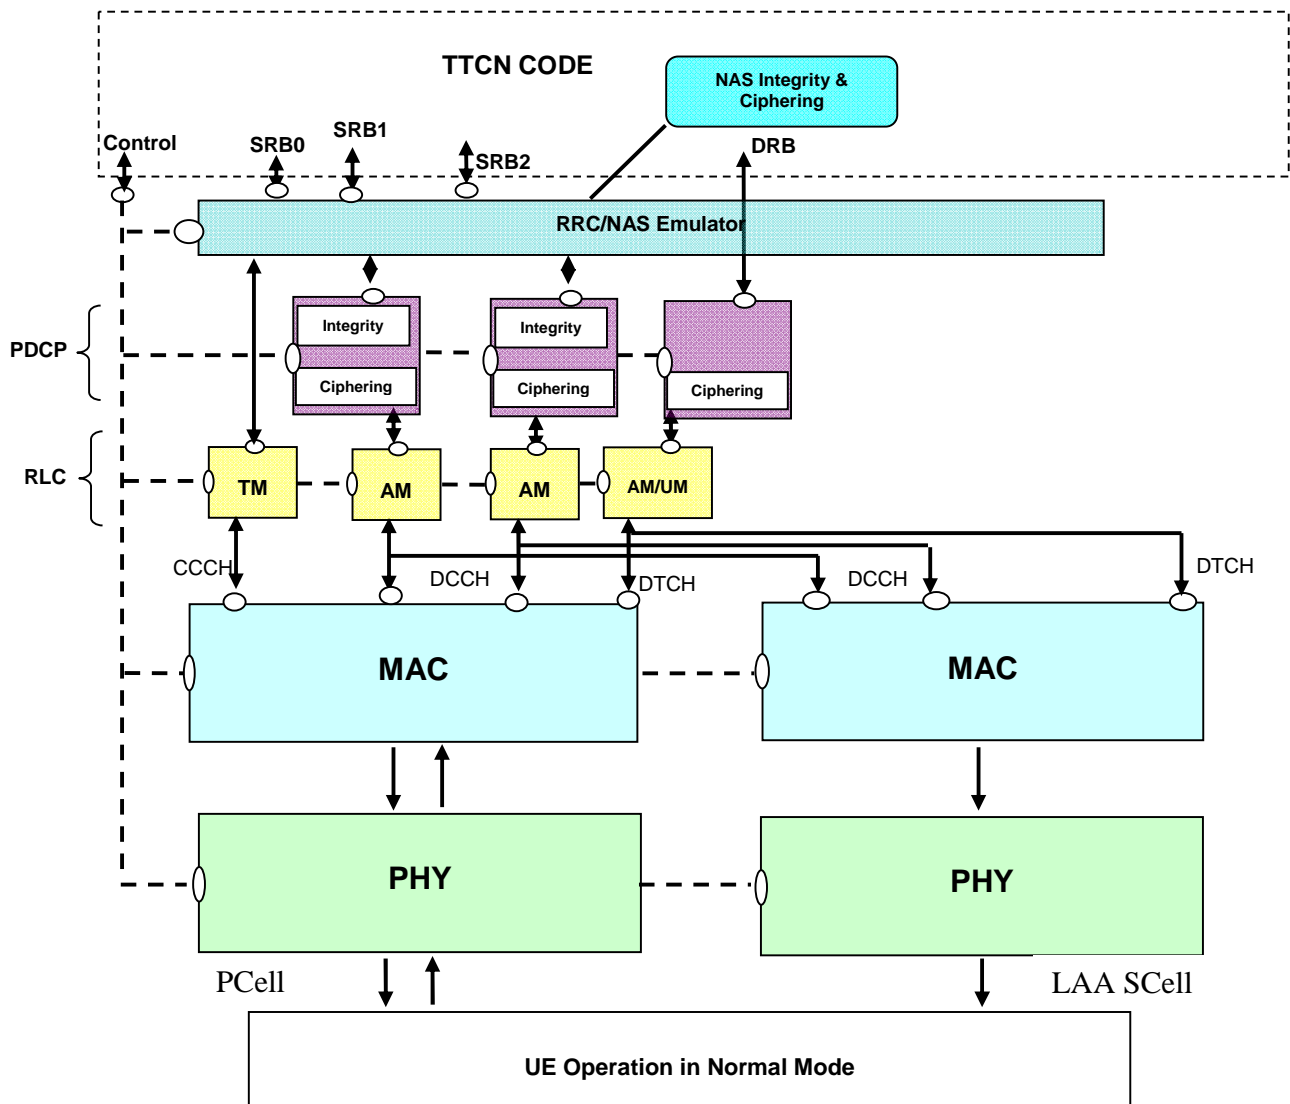 TTCN CODE
NAS Integrity &
Ciphering
Control
SRB0
SRB1
SRB2
DRB
RRC/NAS Emulator
PDCP
Integrity
Ciphering
Integrity
Ciphering
Ciphering
RLC
TM
AM
AM
AM/UM
CCCH
DCCH
DTCH
DCCH
DTCH
MAC
MAC
PHY
PHY
PCell
LAA SCell
UE Operation in Normal Mode